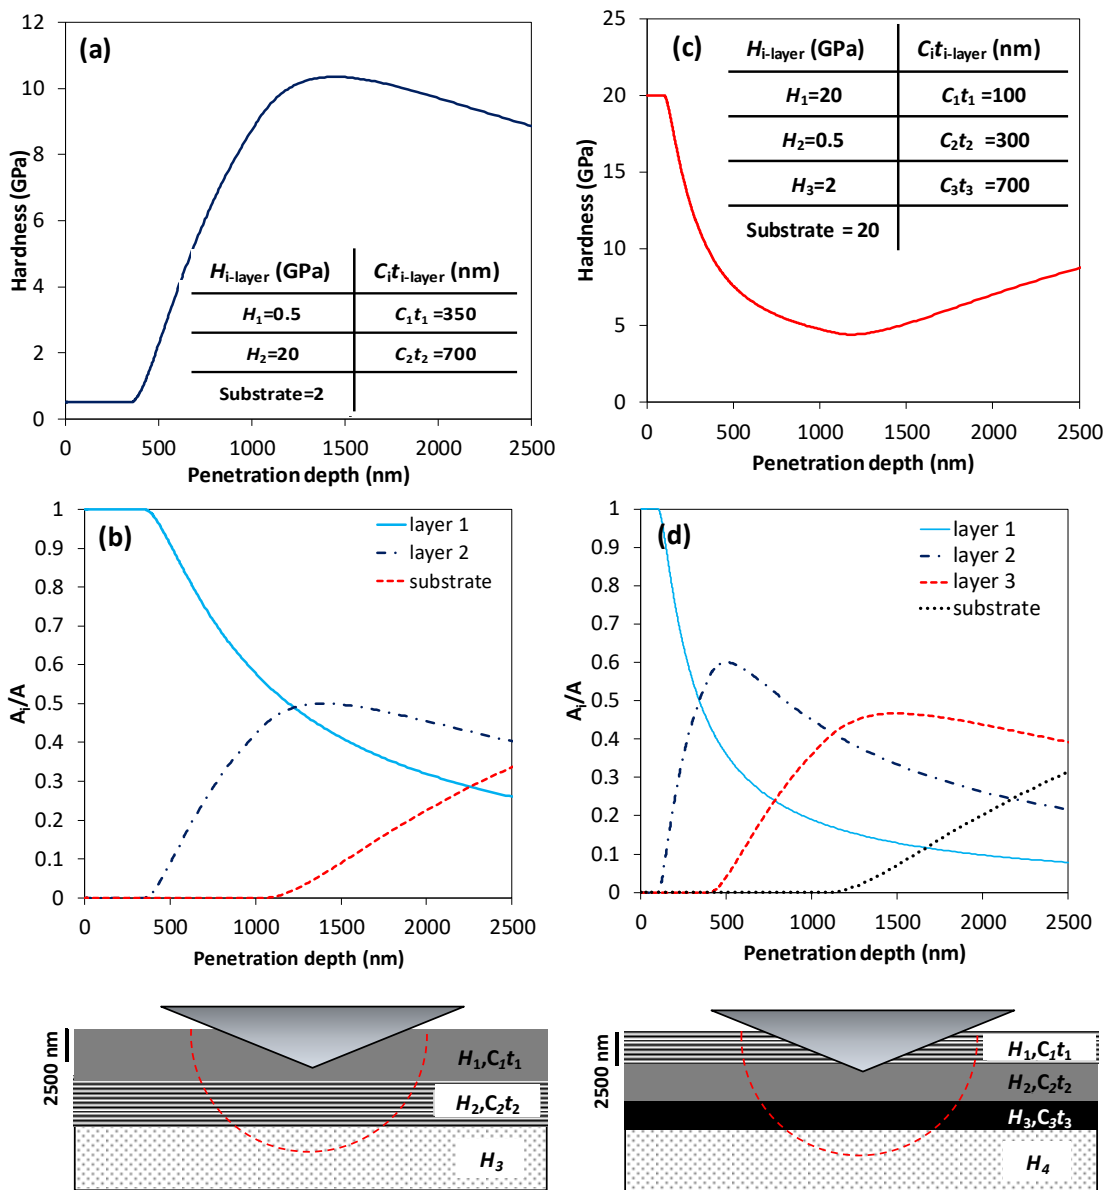 (a)
Hardness (GPa)
12
10
8
6
4
2
0
0 500 1000 1500 2000 2500
Penetration depth (nm)
Hi-layer (GPa) Citi-layer (nm)
H1=0.5 C1t1 =350
H2=20 C2t2 =700
Substrate=2
(c)
Hardness (GPa)
25
20
15
10
5
0
0 500 1000 1500 2000 2500
Penetration depth (nm)
Hi-layer (GPa) Citi-layer (nm)
H1=20 C1t1 =100
H2=0.5 C2t2 =300
H3=2 C3t3 =700
Substrate = 20
(b)
Ai/A
1
0.9
0.8
0.7
0.6
0.5
0.4
0.3
0.2
0.1
0
0 500 1000 1500 2000 2500
Penetration depth (nm)
layer 1
layer 2
substrate
(d)
Ai/A
1
0.9
0.8
0.7
0.6
0.5
0.4
0.3
0.2
0.1
0
0 500 1000 1500 2000 2500
Penetration depth (nm)
layer 1
layer 2
layer 3
substrate
2500 nm
H1,C1t1
H2,C2t2
H3
2500 nm
H1,C1t1
H2,C2t2
H3,C3t3
H4